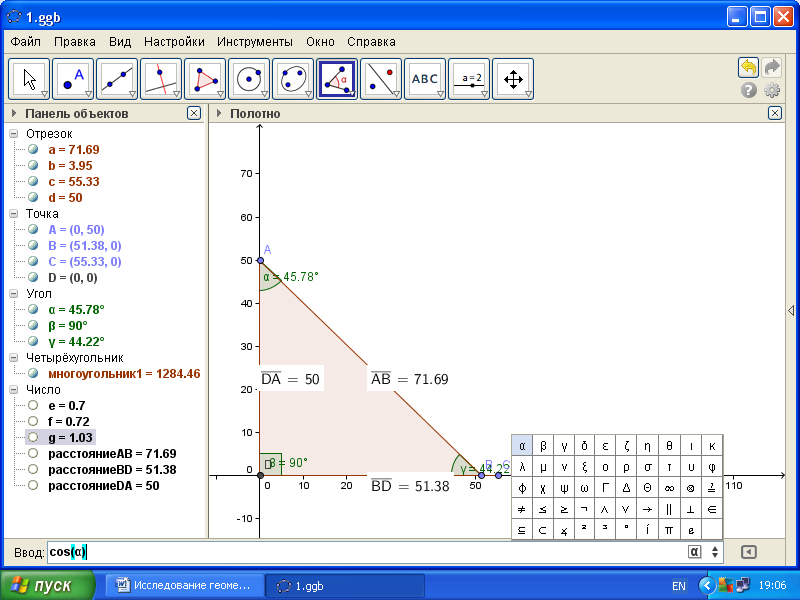 1.ggb
Файл Правка Вид Настройки Инструменты Окно Справка
A α ABC a=2
Панель объектов
Отрезок
a = 71.69
b = 3.95
c = 55.33
d = 50
Точка
A = (0, 50)
B = (51.38, 0)
C = (55.33, 0)
D = (0, 0)
Угол
α = 45.78°
β = 90°
γ = 44.22°
Четырёхугольник
многоугольник1 = 1284.46
Число
e = 0.7
f = 0.72
g = 1.03
расстояниеAB = 71.69
расстояниеBD = 51.38
расстояниеDA = 50
Полотно
70
60
50
40
30
20
10
0
-10
0 10 20 50 110
A
α = 45.78°
DA = 50
AB = 71.69
β = 90°
γ = 44.22
B
BD = 51.38
α β γ δ ε ζ η θ ι κ
λ μ ν ξ ο ρ σ τ υ φ
ϕ χ ψ ω Γ Δ Θ ∞ ⊗ ≟
≠ ≤ ≥ ¬ ∧ ∨ → ∥ ⊥ ∈
⊆ ⊂ ∡ ² ³ ° í π e
Ввод: cos(α)
α
пуск
Исследование геоме...
1.ggb
EN
19:06